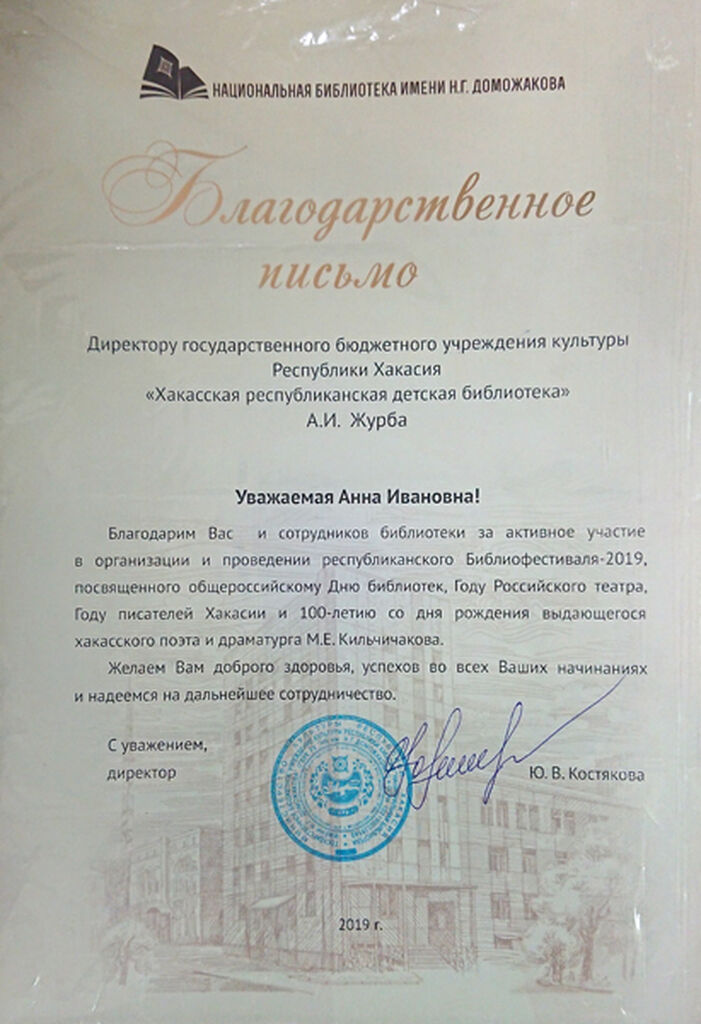 НАЦИОНАЛЬНАЯ БИБЛИОТЕКА ИМЕНИ Н.Г. ДОМОЖАКОВА
Благодарственное
письмо
Директору государственного бюджетного учреждения культуры
Республики Хакасия
«Хакасская республиканская детская библиотека»
А.И. Журба
Уважаемая Анна Ивановна!
Благодарим Вас и сотрудников библиотеки за активное участие
в организации и проведении республиканского Библиофестиваля-2019,
посвященного общероссийскому Дню библиотек, Году Российского театра,
Году писателей Хакасии и 100-летию со дня рождения выдающегося
хакасского поэта и драматурга М.Е. Кильчичакова.
Желаем Вам доброго здоровья, успехов во всех Ваших начинаниях
и надеемся на дальнейшее сотрудничество.
С уважением,
директор
Ю. В. Костякова
2019 г.